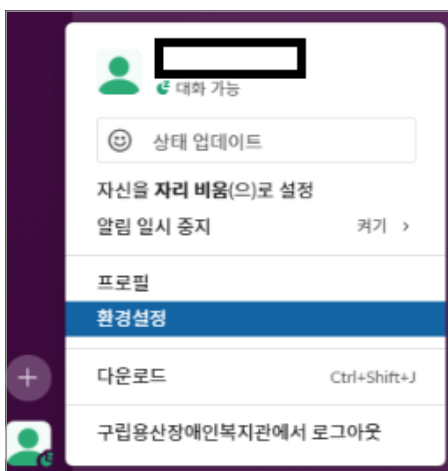 대화 가능
상태 업데이트
자신을 자리 비움(으)로 설정
알림 일시 중지 켜기 >
프로필
환경설정
다운로드 Ctrl+Shift+J
구립용산장애인복지관에서 로그아웃